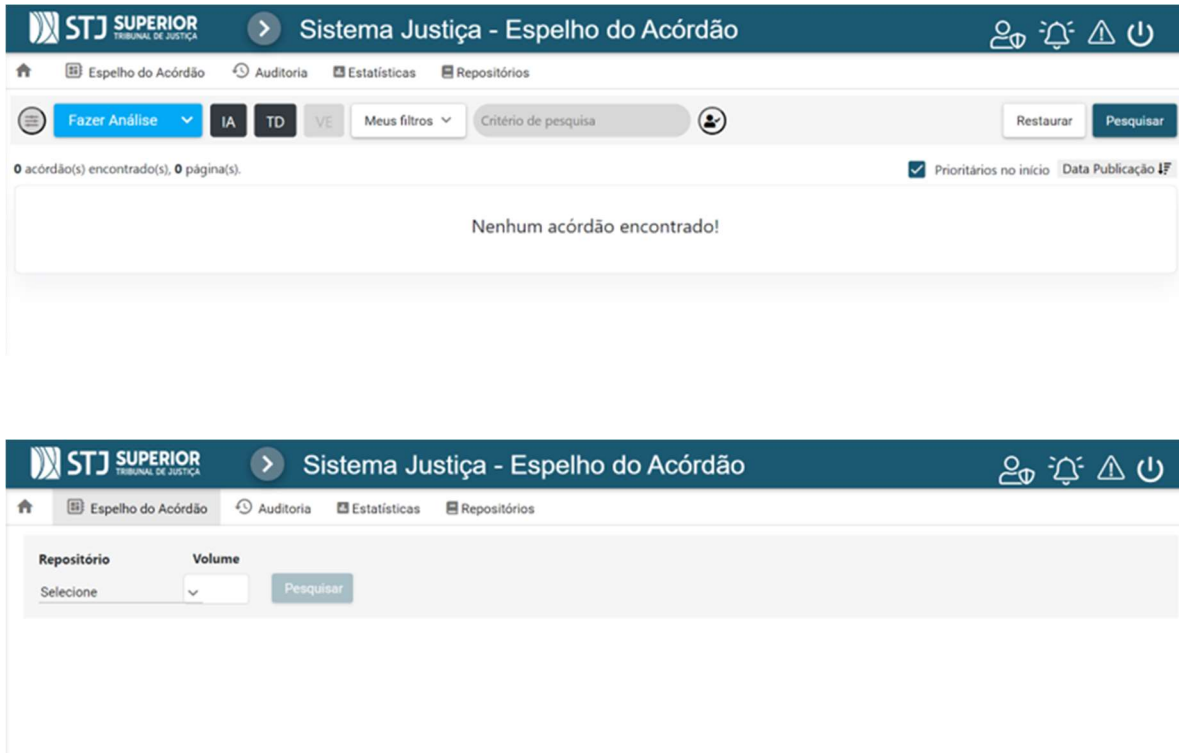 STJ SUPERIOR TRIBUNAL DE JUSTIÇA Sistema Justiça - Espelho do Acórdão
Espelho do Acórdão Auditoria Estatísticas Repositórios
Fazer Análise IA TD VE Meus filtros Critério de pesquisa Restaurar Pesquisar
0 acórdão(s) encontrado(s), 0 página(s). Prioritários no início Data Publicação
Nenhum acórdão encontrado!
STJ SUPERIOR TRIBUNAL DE JUSTIÇA Sistema Justiça - Espelho do Acórdão
Espelho do Acórdão Auditoria Estatísticas Repositórios
Repositório Volume
Selecione Pesquisar